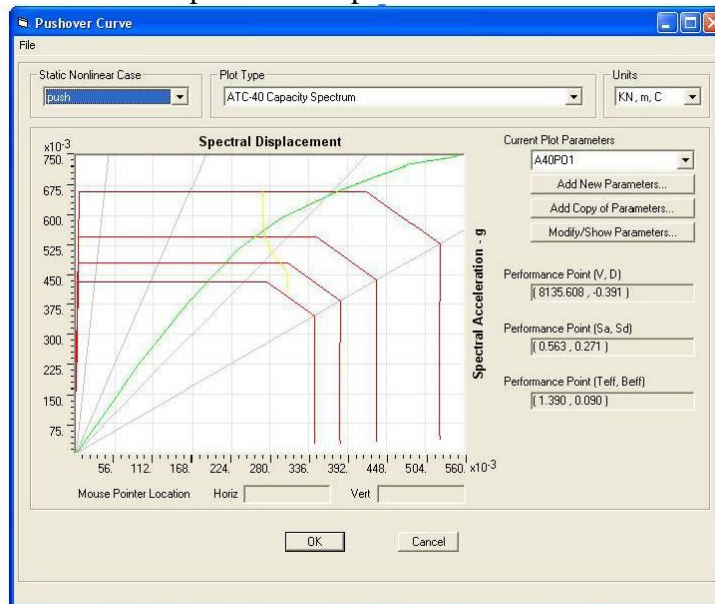 Pushover Curve
File
Static Nonlinear Case
push
Plot Type
ATC-40 Capacity Spectrum
Units
KN, m, C
Spectral Displacement
x10-3
750.
675.
600.
525.
450.
375.
300.
225.
150.
75.
56. 112. 168. 224. 280. 336. 392. 448. 504. 560. x10-3
Spectral Acceleration - g
Mouse Pointer Location Horiz Vert
Current Plot Parameters
A40PO1
Add New Parameters...
Add Copy of Parameters...
Modify/Show Parameters...
Performance Point (V, D)
( 8135.608 , -0.391 )
Performance Point (Sa, Sd)
( 0.563 , 0.271 )
Performance Point (Teff, Beff)
( 1.390 , 0.090 )
OK Cancel